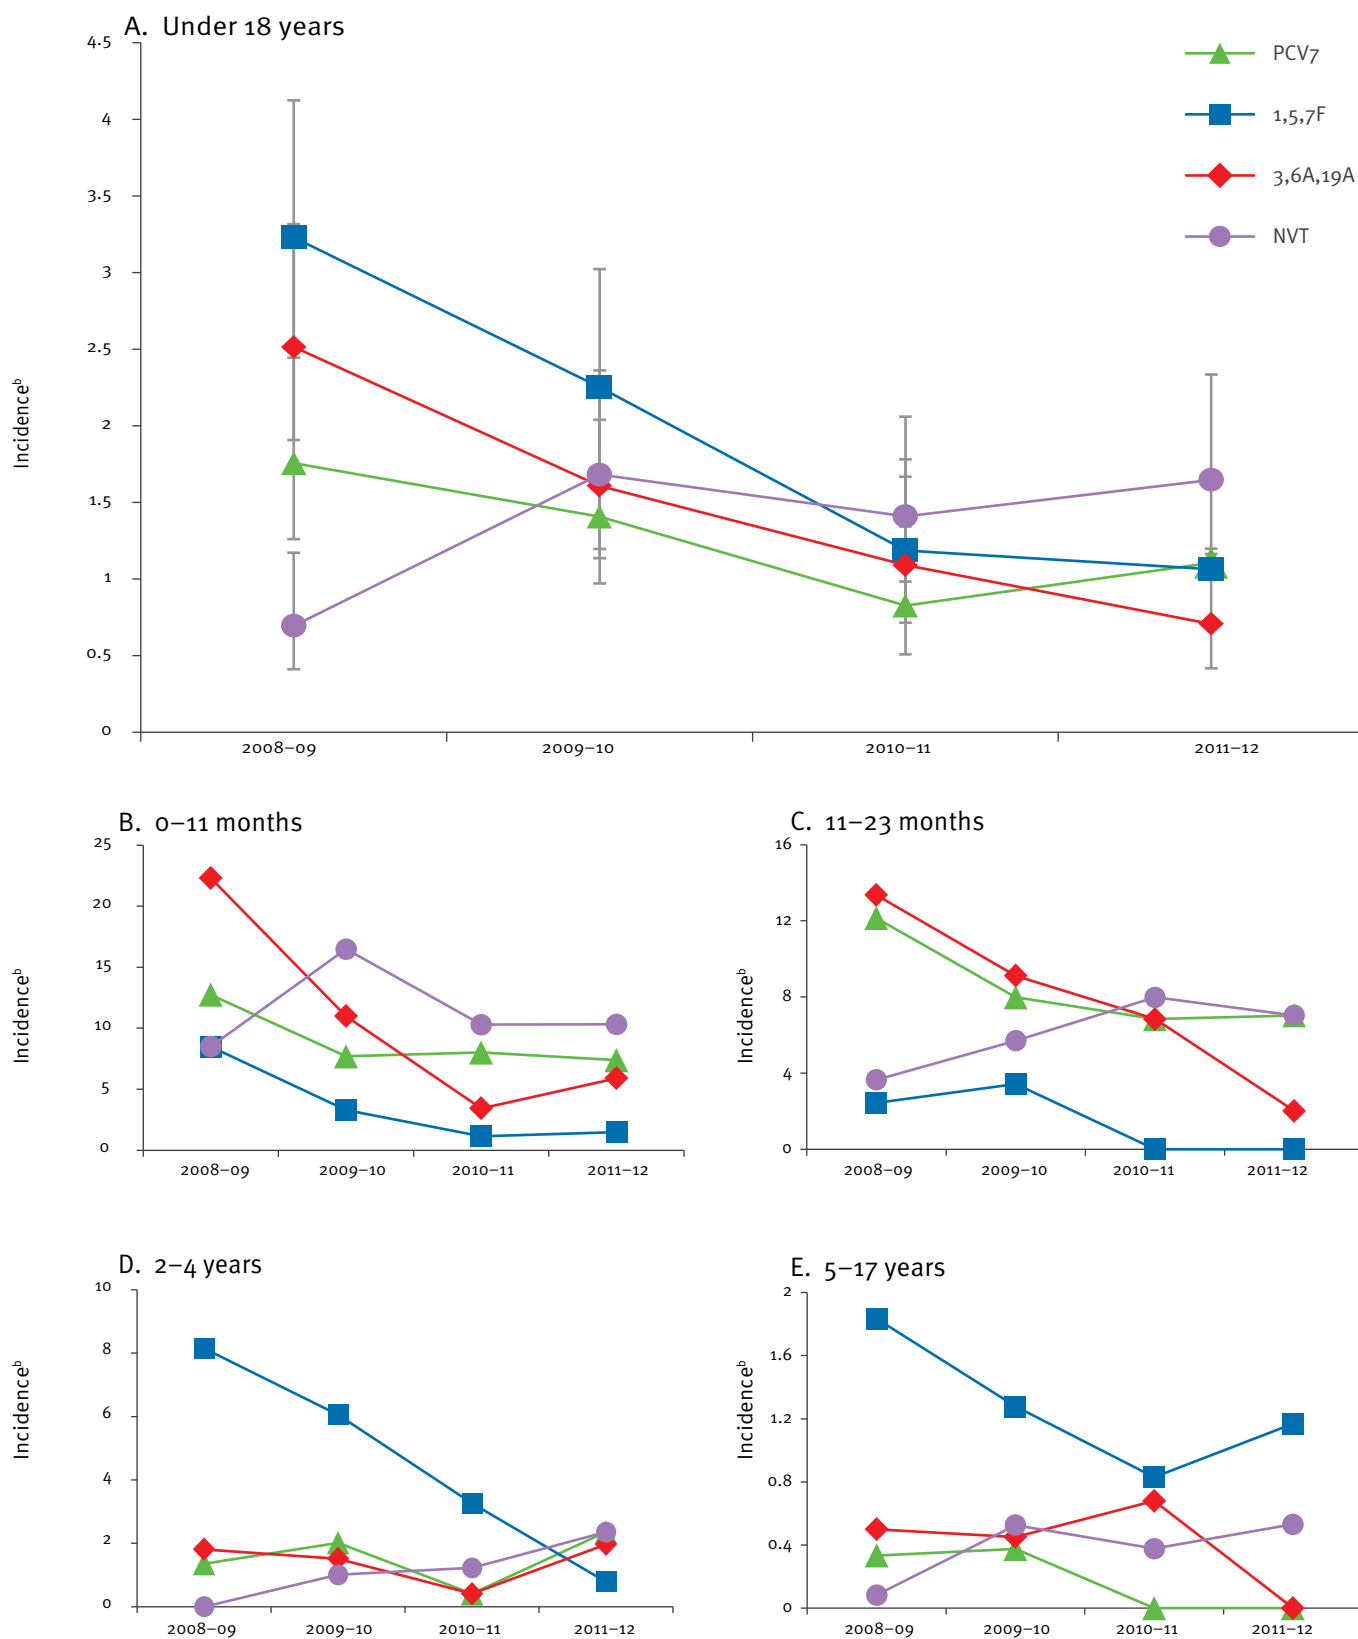 A. Under 18 years
4.5
4
3.5
3
2.5
2
1.5
1
0.5
0
Incidenceᵇ
2008–09 2009–10 2010–11 2011–12
PCV7
1,5,7F
3,6A,19A
NVT
B. 0–11 months
25
20
15
10
5
0
Incidenceᵇ
2008–09 2009–10 2010–11 2011–12
C. 11–23 months
16
12
8
4
0
Incidenceᵇ
2008–09 2009–10 2010–11 2011–12
D. 2–4 years
10
8
6
4
2
0
Incidenceᵇ
2008–09 2009–10 2010–11 2011–12
E. 5–17 years
2
1.6
1.2
0.8
0.4
0
Incidenceᵇ
2008–09 2009–10 2010–11 2011–12